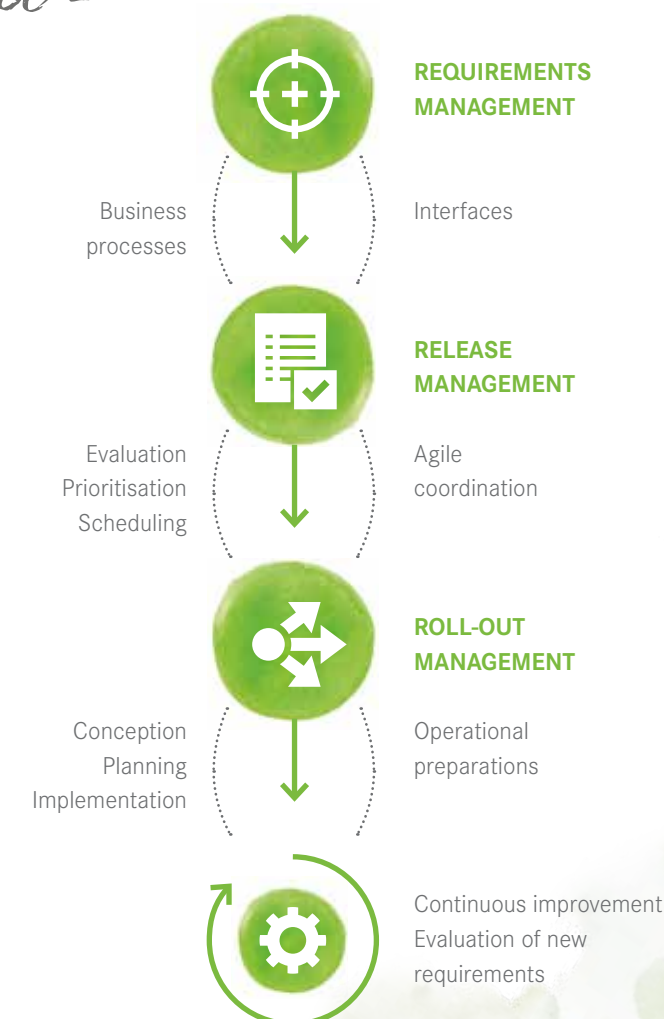 REQUIREMENTS
MANAGEMENT
Business
processes
Interfaces
RELEASE
MANAGEMENT
Evaluation
Prioritisation
Scheduling
Agile
coordination
ROLL-OUT
MANAGEMENT
Conception
Planning
Implementation
Operational
preparations
Continuous improvement
Evaluation of new
requirements